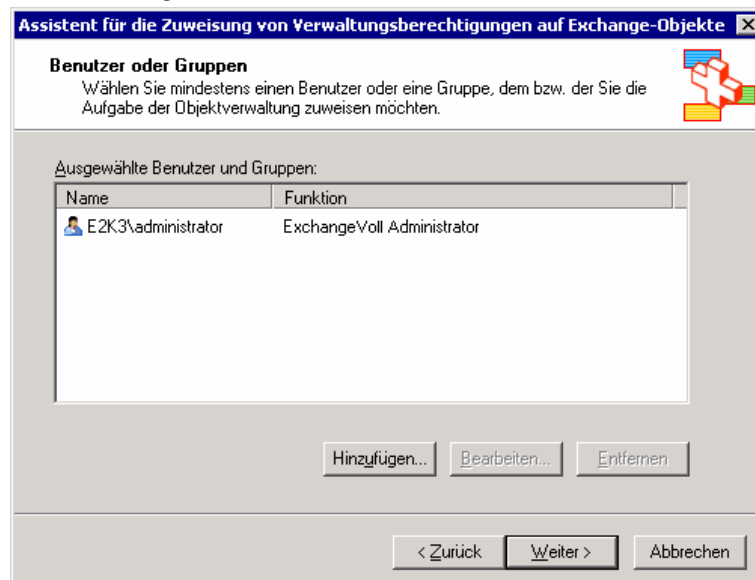 Assistent für die Zuweisung von Verwaltungsberechtigungen auf Exchange-Objekte
Benutzer oder Gruppen
Wählen Sie mindestens einen Benutzer oder eine Gruppe, dem bzw. der Sie die
Aufgabe der Objektverwaltung zuweisen möchten.
Ausgewählte Benutzer und Gruppen:
Name Funktion
E2K3\administrator ExchangeVoll Administrator
Hinzufügen... Bearbeiten... Entfernen
< Zurück Weiter > Abbrechen